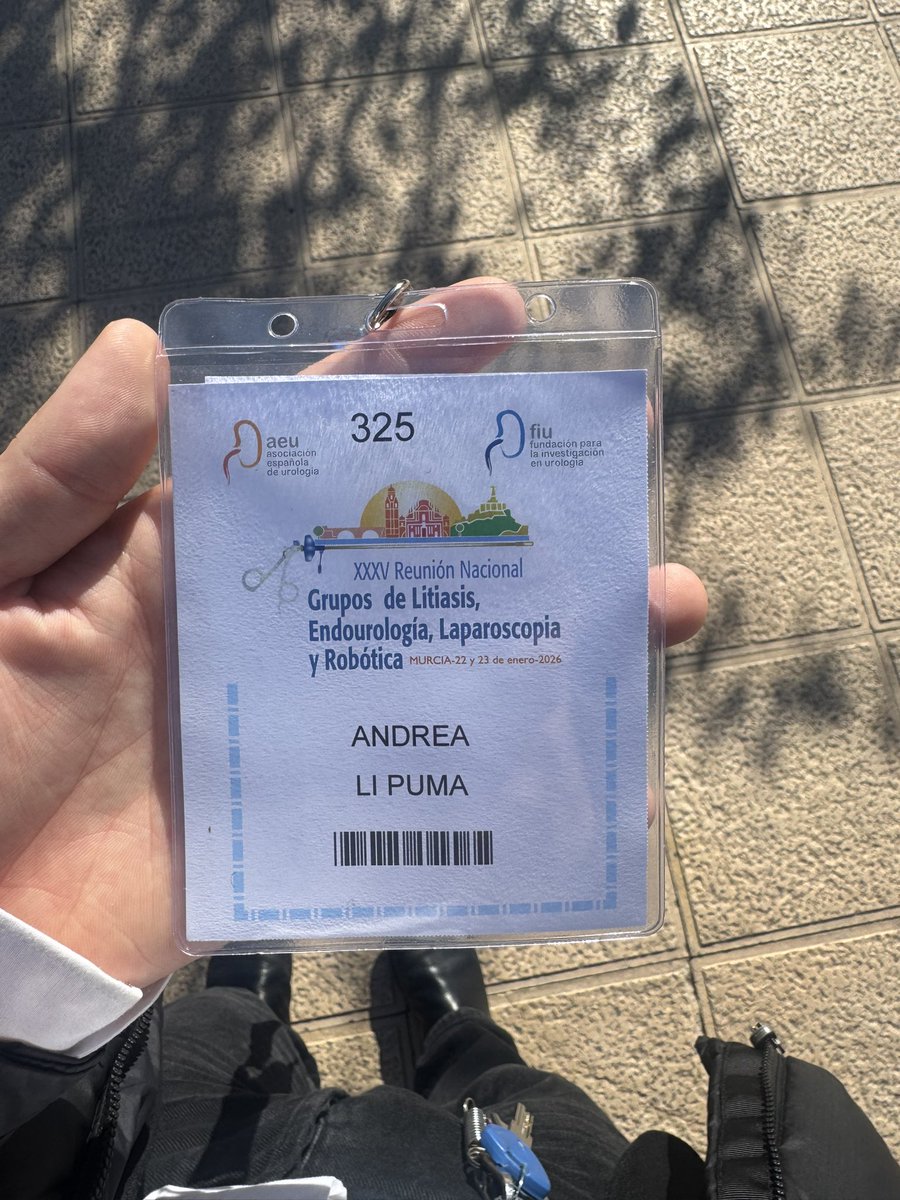 325
aeu
asociación
española
de urología
fiu
fundación para
la investigación
en urología
XXXV Reunión Nacional
Grupos de Litiasis,
Endourología, Laparoscopia
y Robótica MURCIA-22 y 23 de enero-2026
ANDREA
LI PUMA